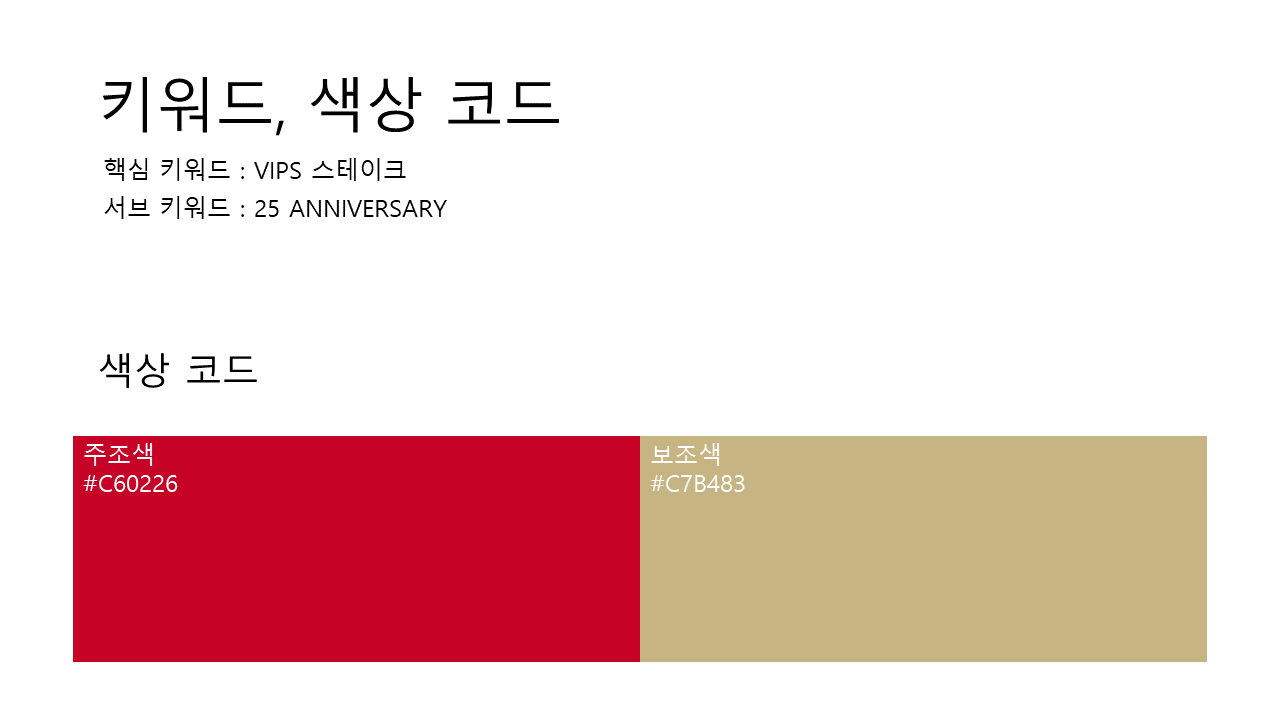 키워드, 색상 코드
핵심 키워드 : VIPS 스테이크
서브 키워드 : 25 ANNIVERSARY
색상 코드
주조색
#C60226
보조색
#C7B483